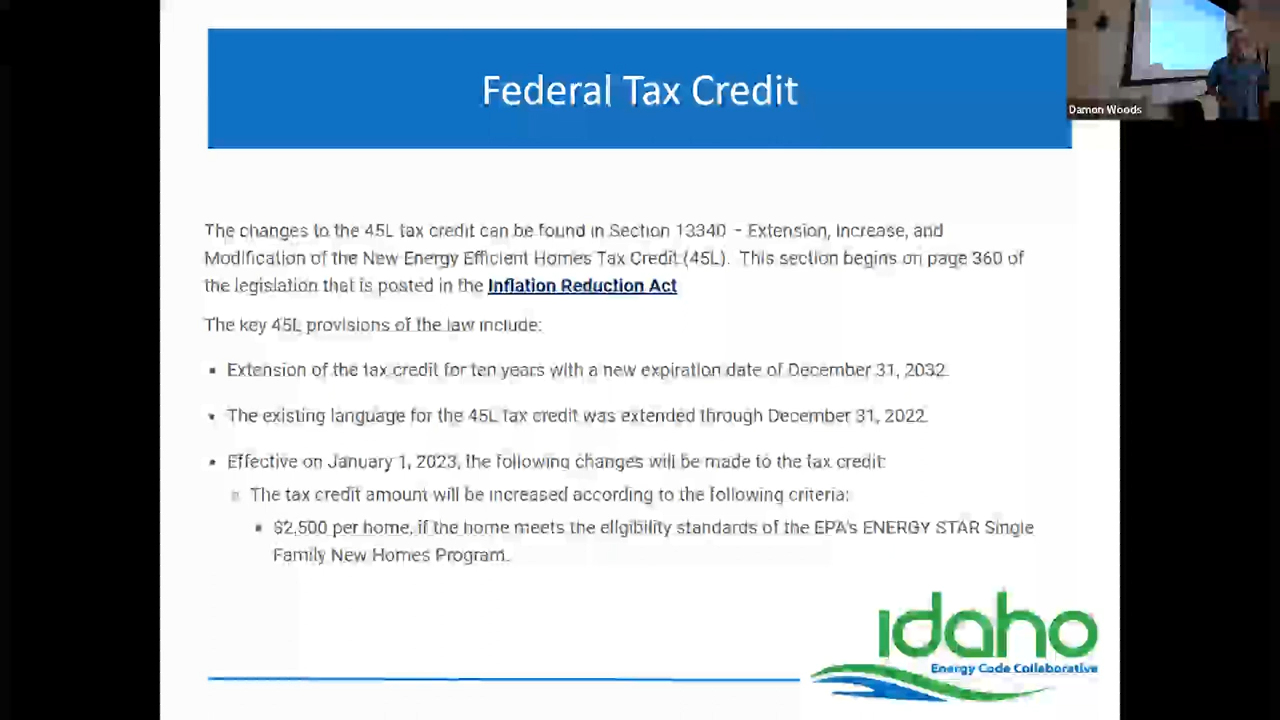 Federal Tax Credit
Damon Woods
The changes to the 45L tax credit can be found in Section 13340 - Extension, Increase, and
Modification of the New Energy Efficient Homes Tax Credit (45L). This section begins on page 360 of
the legislation that is posted in the Inflation Reduction Act
The key 45L provisions of the law include:
▪ Extension of the tax credit for ten years with a new expiration date of December 31, 2032.
▪ The existing language for the 45L tax credit was extended through December 31, 2022.
▪ Effective on January 1, 2023, the following changes will be made to the tax credit:
▫ The tax credit amount will be increased according to the following criteria:
▪ $2,500 per home, if the home meets the eligibility standards of the EPA's ENERGY STAR Single
Family New Homes Program.
idaho
Energy Code Collaborative